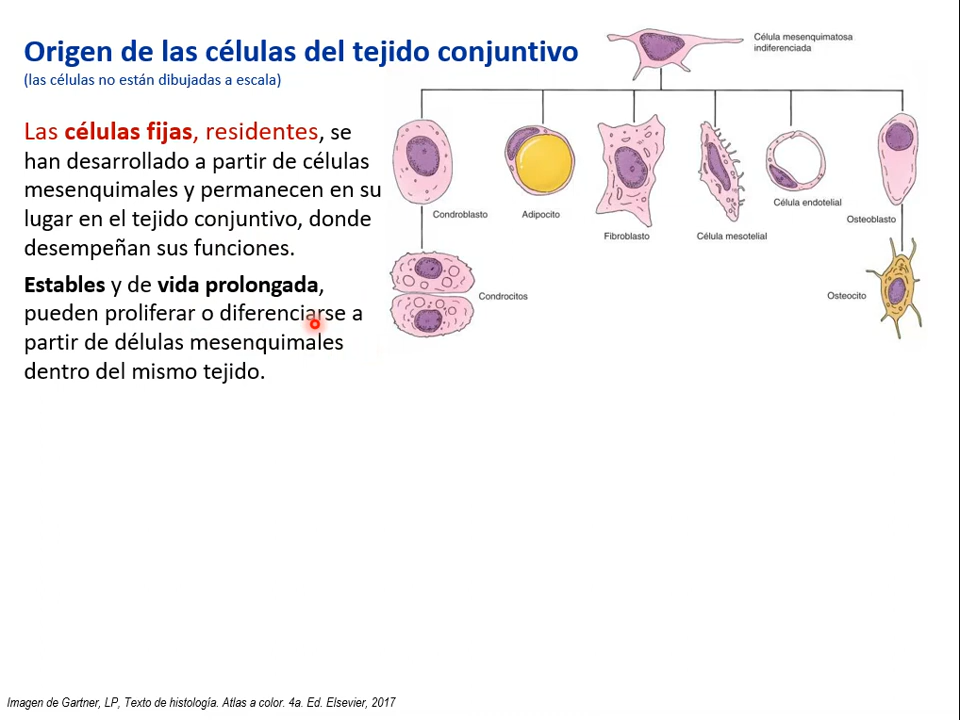 Origen de las células del tejido conjuntivo
(las células no están dibujadas a escala)
Las células fijas, residentes, se
han desarrollado a partir de células
mesenquimales y permanecen en su
lugar en el tejido conjuntivo, donde
desempeñan sus funciones.
Estables y de vida prolongada,
pueden proliferar o diferenciarse a
partir de délulas mesenquimales
dentro del mismo tejido.
Célula mesenquimatosa
indiferenciada
Condroblasto
Adipocito
Fibroblasto
Célula mesotelial
Célula endotelial
Osteoblasto
Condrocitos
Osteocito
Imagen de Gartner, LP, Texto de histología. Atlas a color. 4a. Ed. Elsevier, 2017